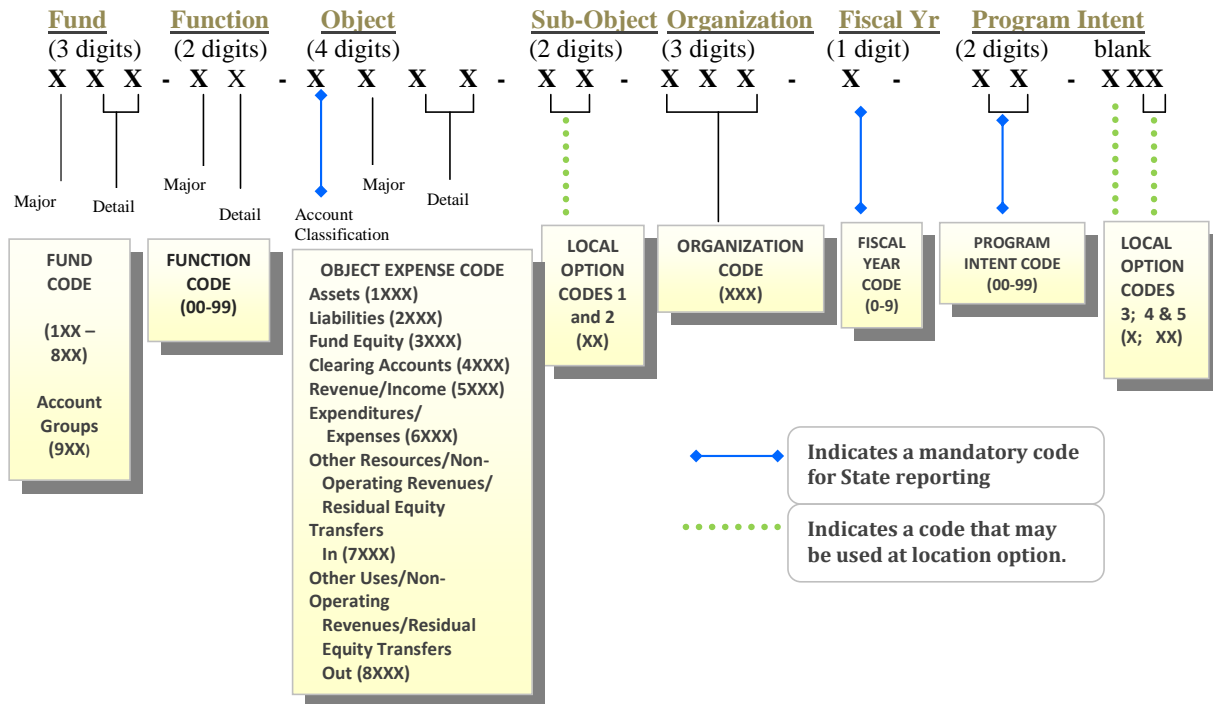 Fund Function Object Sub-Object Organization Fiscal Yr Program Intent
(3 digits) (2 digits) (4 digits) (2 digits) (3 digits) (1 digit) (2 digits) blank
X X X - X X - X X X X - X X - X X X - X - X X - X XX
Major
Detail
Major
Detail
Account
Classification
Major
Detail
FUND
CODE
(1XX –
8XX)
Account
Groups
(9XX)
FUNCTION
CODE
(00-99)
OBJECT EXPENSE CODE
Assets (1XXX)
Liabilities (2XXX)
Fund Equity (3XXX)
Clearing Accounts (4XXX)
Revenue/Income (5XXX)
Expenditures/
Expenses (6XXX)
Other Resources/Non-
Operating Revenues/
Residual Equity
Transfers
In (7XXX)
Other Uses/Non-
Operating
Revenues/Residual
Equity Transfers
Out (8XXX)
LOCAL
OPTION
CODES 1
and 2
(XX)
ORGANIZATION
CODE
(XXX)
FISCAL
YEAR
CODE
(0-9)
PROGRAM
INTENT CODE
(00-99)
LOCAL
OPTION
CODES
3; 4 & 5
(X; XX)
Indicates a mandatory code
for State reporting
Indicates a code that may
be used at location option.